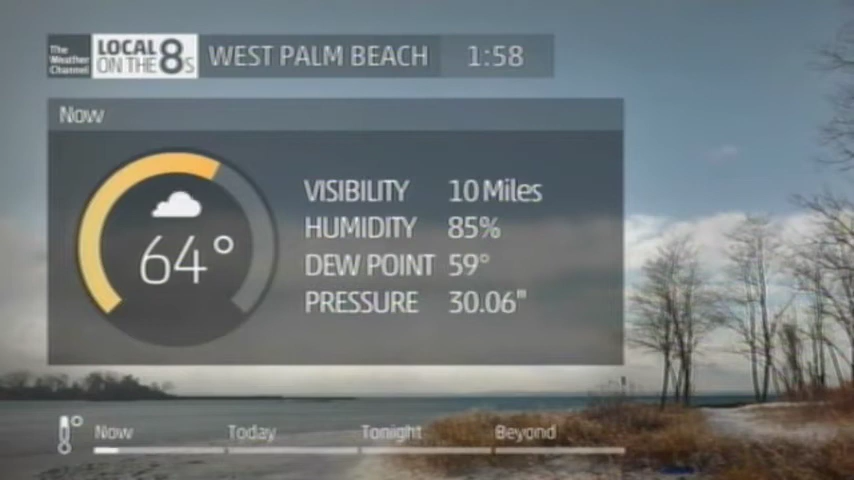 The Weather Channel
LOCAL ON THE 8s
WEST PALM BEACH 1:58
Now
64°
VISIBILITY 10 Miles
HUMIDITY 85%
DEW POINT 59°
PRESSURE 30.06"
Now Today Tonight Beyond